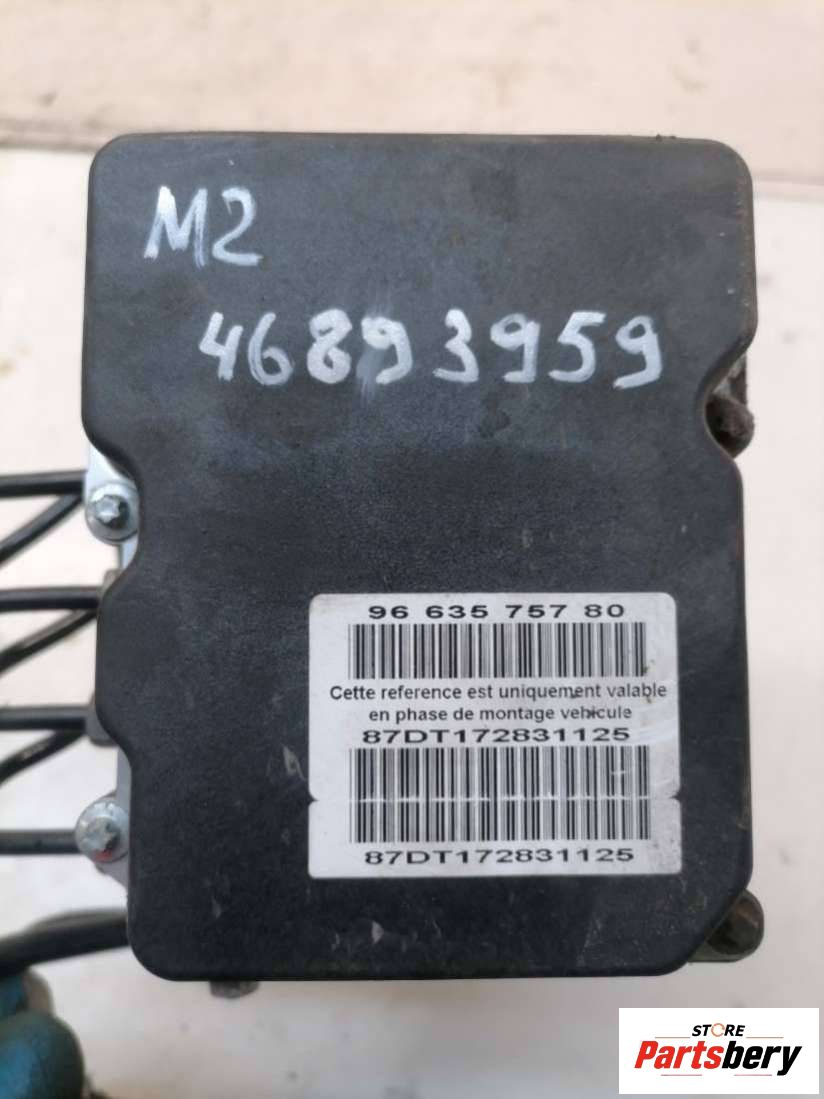 M2
46893959
96 635 757 80
Cette reference est uniquement valable
en phase de montage vehicule
87DT172831125
87DT172831125
STORE
Partsbery